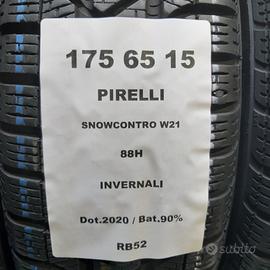 175 65 15
PIRELLI
SNOWCONTRO W21
88H
INVERNALI
Dot.2020 / Bat.90%
RB52
subito